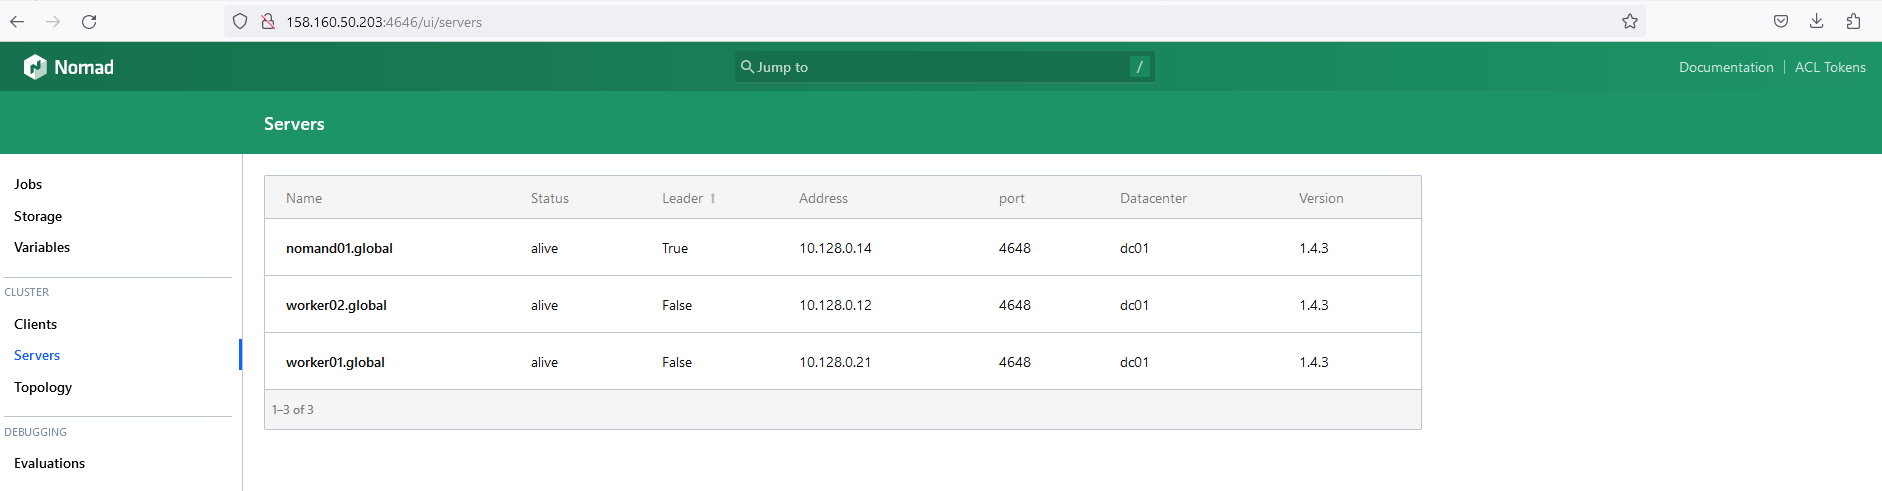 158.160.50.203:4646/ui/servers
Nomad
Jump to /
Documentation | ACL Tokens
Servers
Jobs
Storage
Variables
CLUSTER
Clients
Servers
Topology
DEBUGGING
Evaluations
Name Status Leader ↑ Address port Datacenter Version
nomand01.global alive True 10.128.0.14 4648 dc01 1.4.3
worker02.global alive False 10.128.0.12 4648 dc01 1.4.3
worker01.global alive False 10.128.0.21 4648 dc01 1.4.3
1–3 of 3